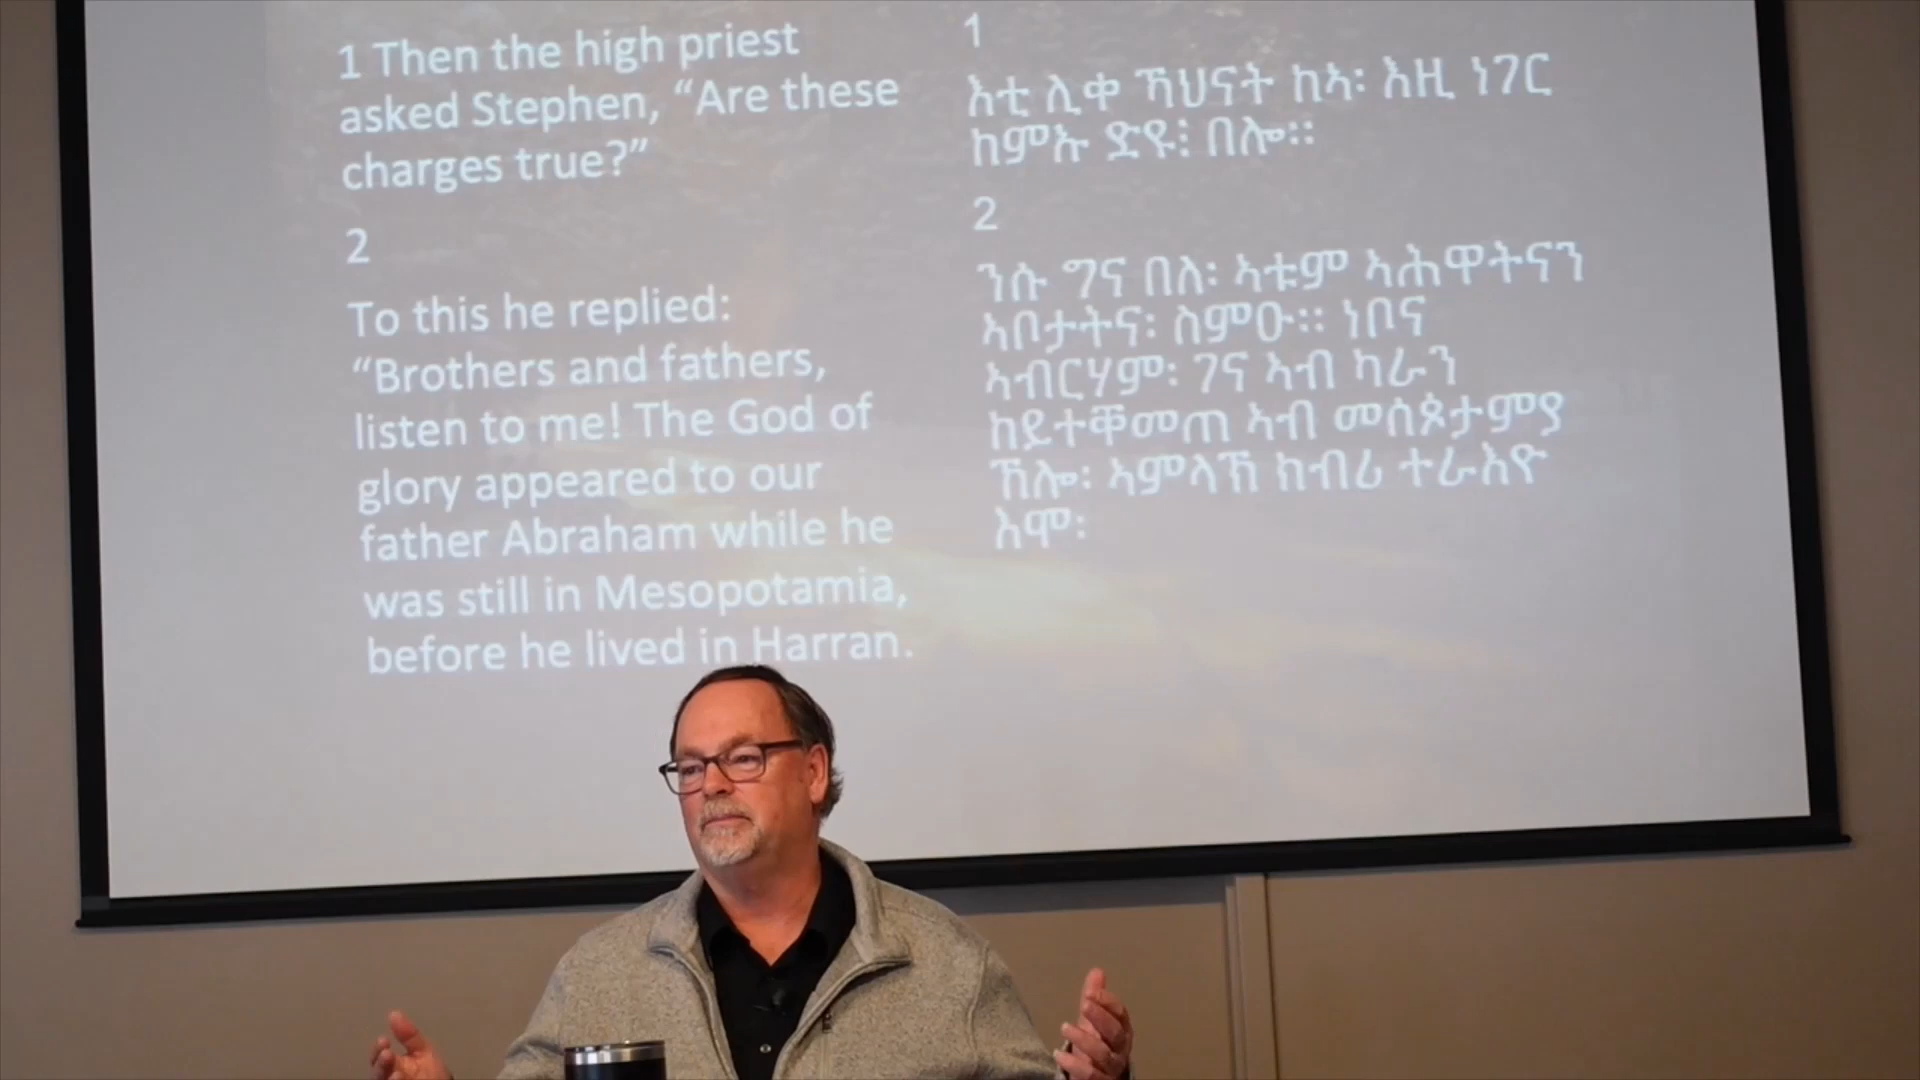 1 Then the high priest
asked Stephen, “Are these
charges true?”
2
To this he replied:
“Brothers and fathers,
listen to me! The God of
glory appeared to our
father Abraham while he
was still in Mesopotamia,
before he lived in Harran.
1
እቲ ሊቀ ኻህናት ከኣ፡ እዚ ነገር
ከምኡ ድዩ፧ በሎ።
2
ንሱ ግና በለ፡ ኣቱም ኣሕዋትናን
ኣቦታትና፡ ስምዑ። ነቦና
ኣብርሃም፡ ገና ኣብ ካራን
ከይተቐመጠ ኣብ መሰጶታምያ
ኸሎ፡ ኣምላኽ ክብሪ ተራእዮ
እሞ፡